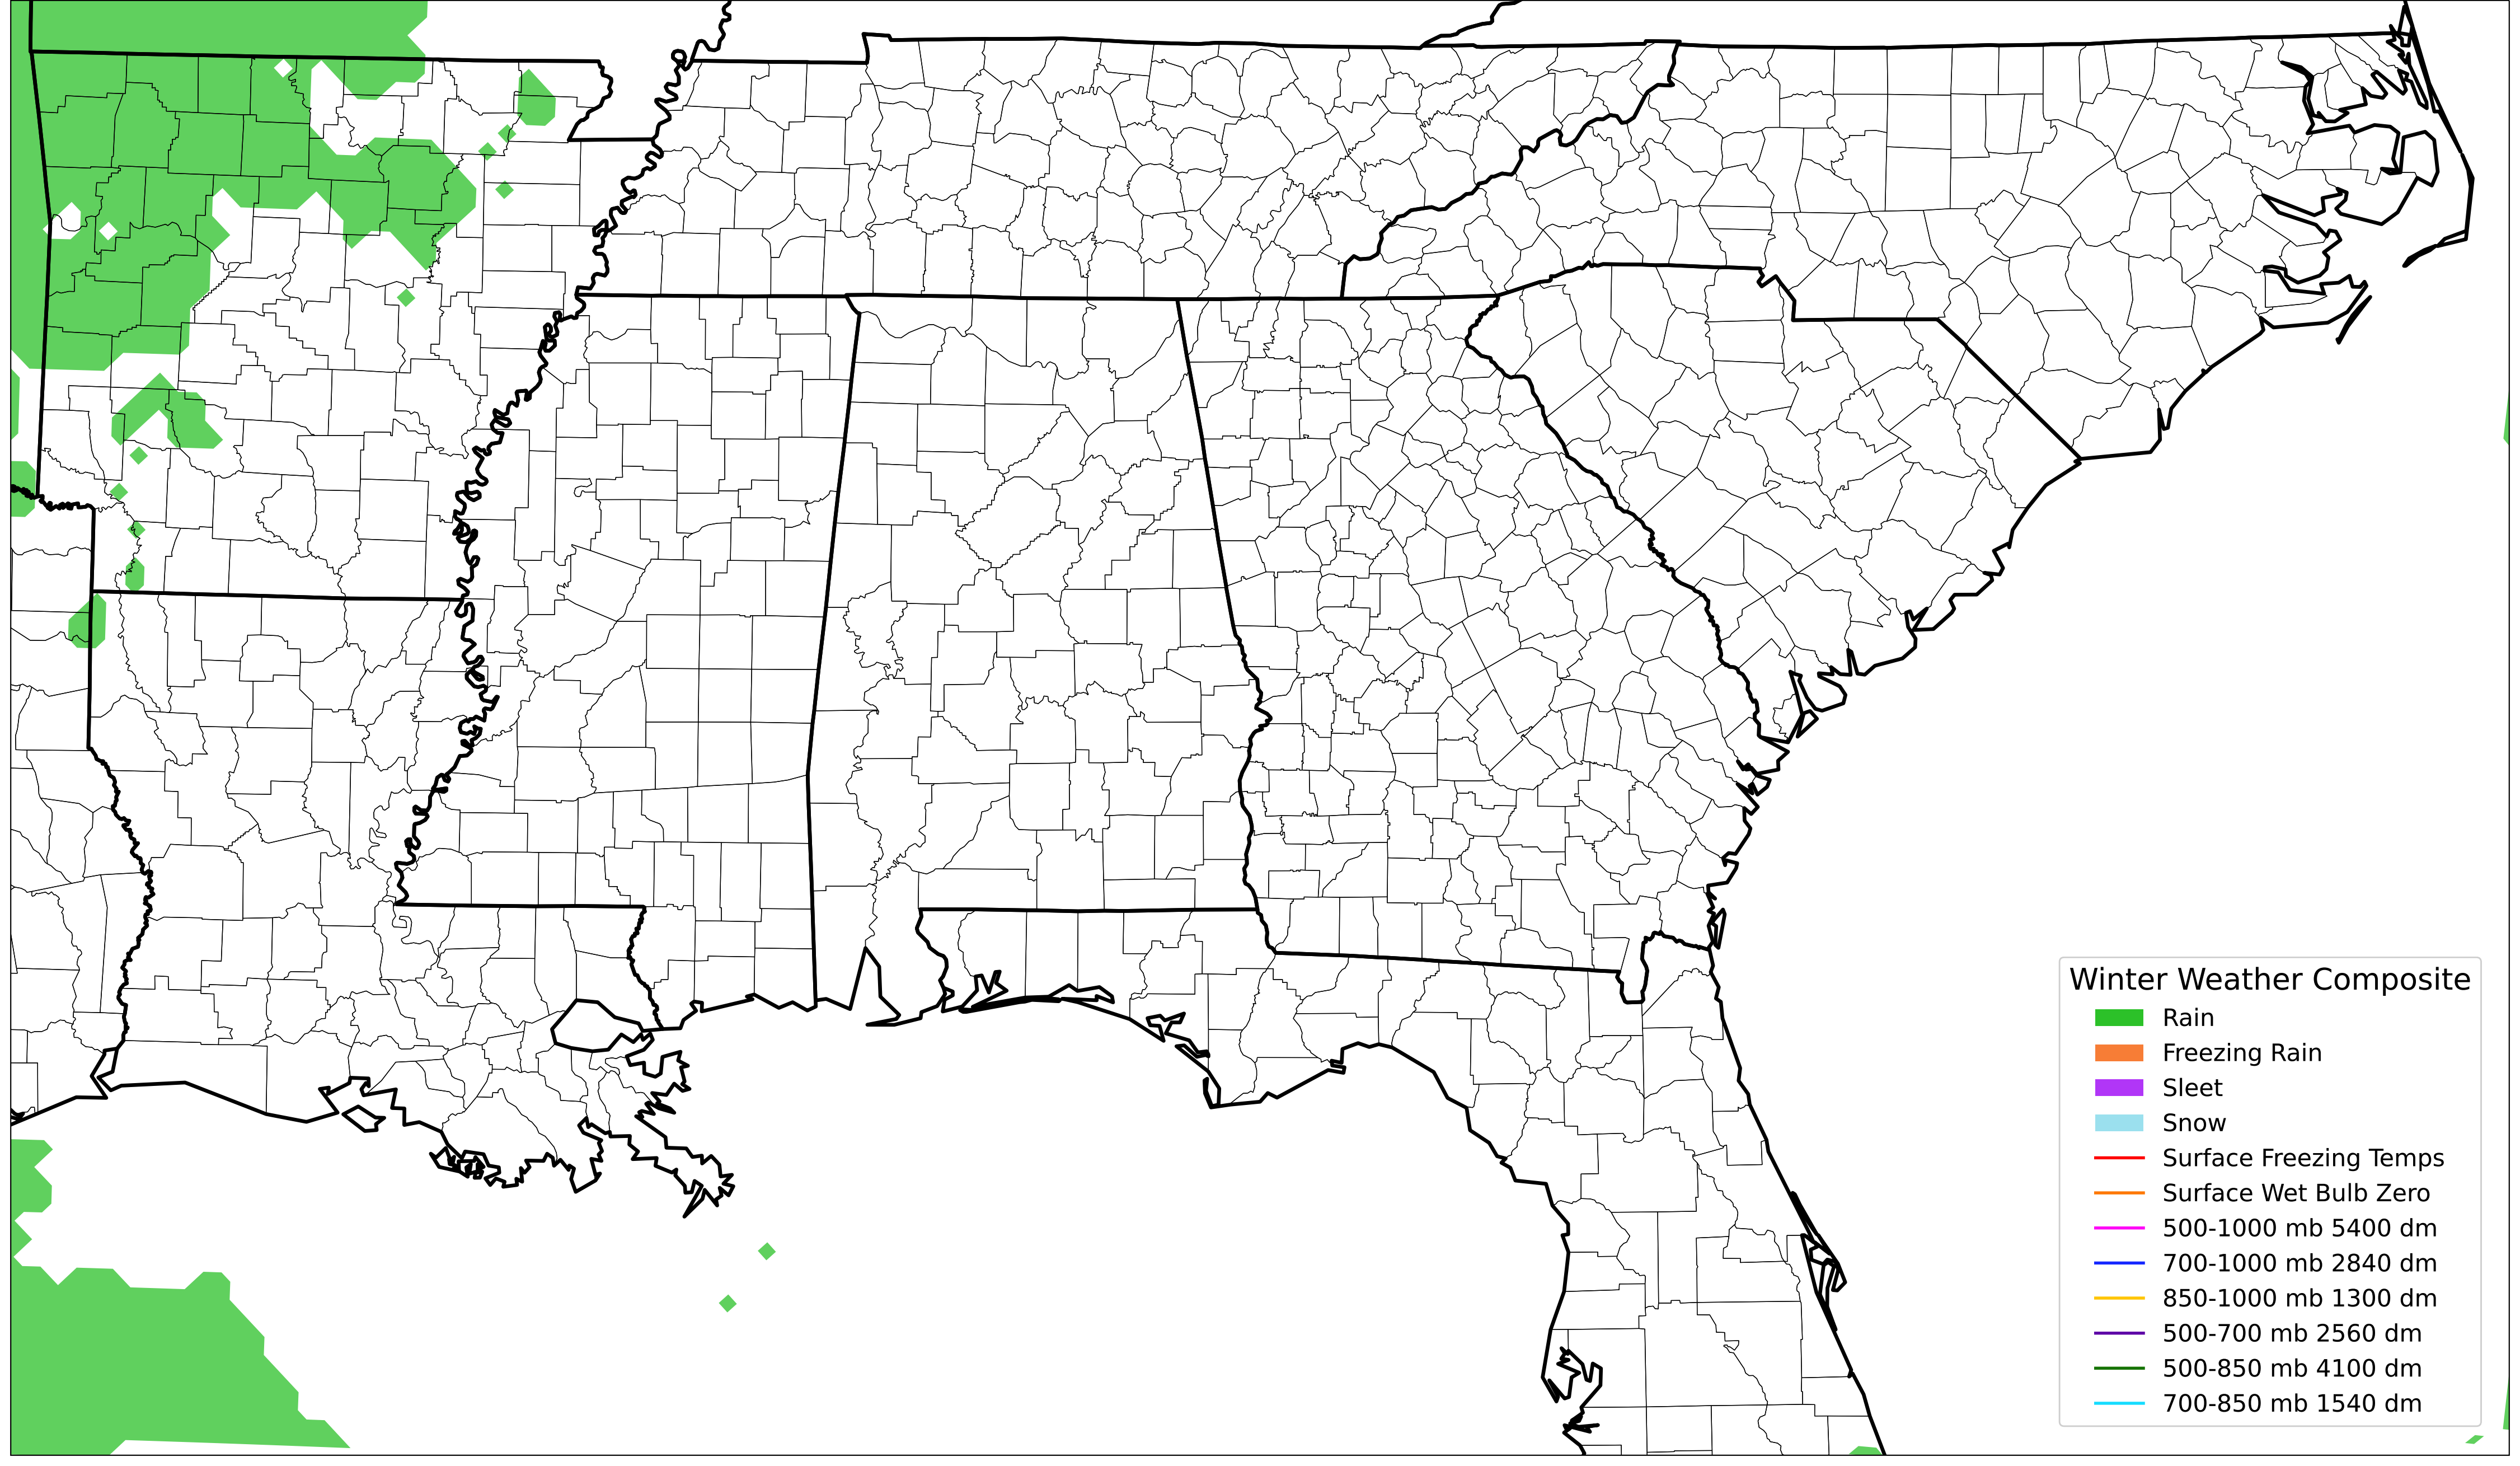 Winter Weather Composite
Rain
Freezing Rain
Sleet
Snow
Surface Freezing Temps
Surface Wet Bulb Zero
500-1000 mb 5400 dm
700-1000 mb 2840 dm
850-1000 mb 1300 dm
500-700 mb 2560 dm
500-850 mb 4100 dm
700-850 mb 1540 dm